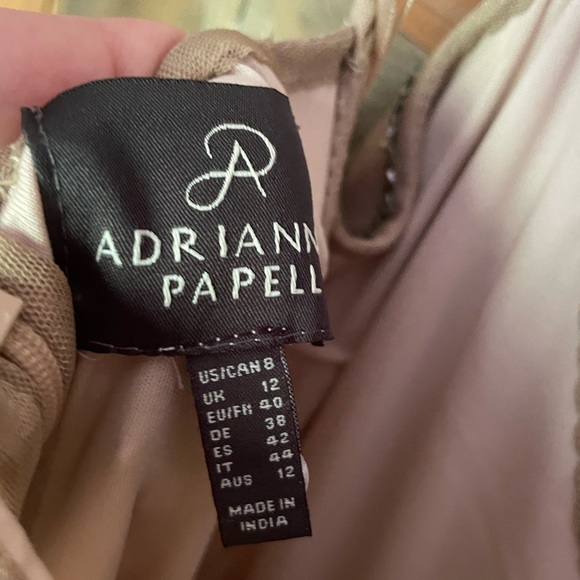 AP
ADRIANN
PAPELL
US/CAN 8
UK 12
EU/FR 40
DE 38
ES 42
IT 44
AUS 12
MADE IN
INDIA